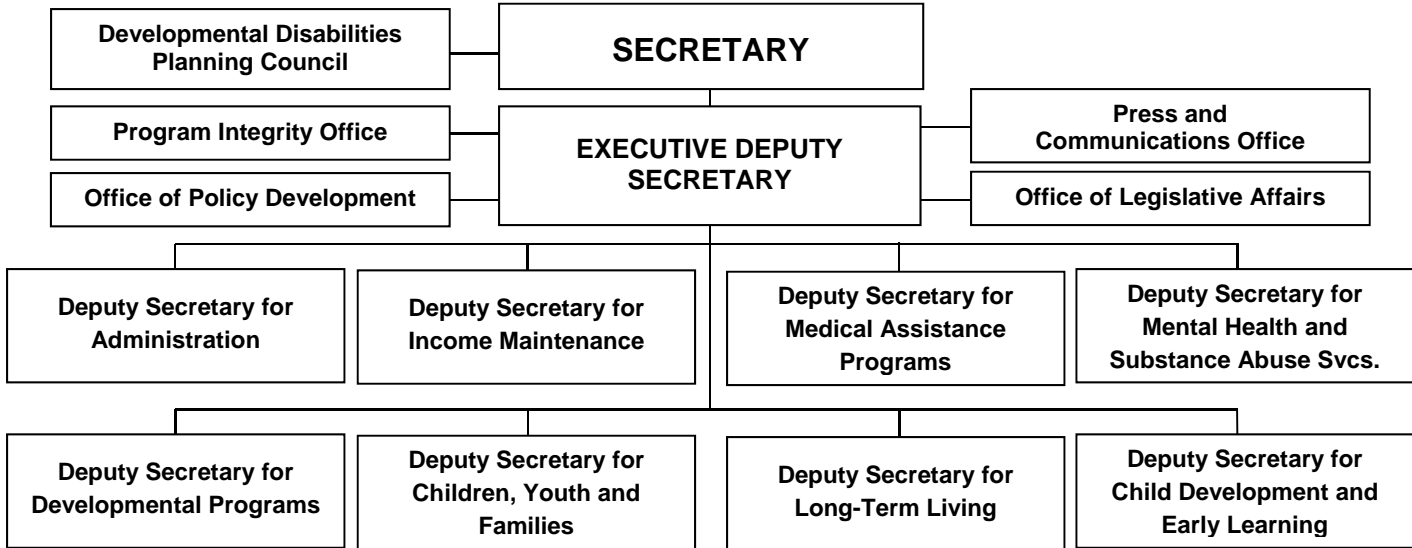 Developmental Disabilities
Planning Council
SECRETARY
Program Integrity Office
EXECUTIVE DEPUTY
SECRETARY
Press and
Communications Office
Office of Policy Development
Office of Legislative Affairs
Deputy Secretary for
Administration
Deputy Secretary for
Income Maintenance
Deputy Secretary for
Medical Assistance
Programs
Deputy Secretary for
Mental Health and
Substance Abuse Svcs.
Deputy Secretary for
Developmental Programs
Deputy Secretary for
Children, Youth and
Families
Deputy Secretary for
Long-Term Living
Deputy Secretary for
Child Development and
Early Learning